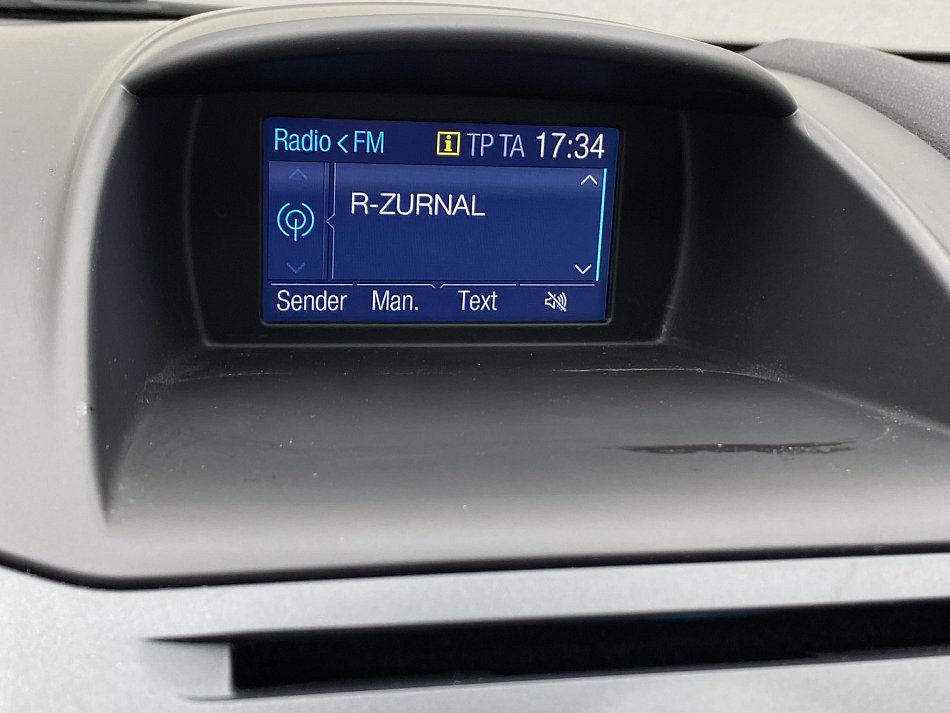 Radio < FM i TP TA 17:34
R-ZURNAL
Sender Man. Text